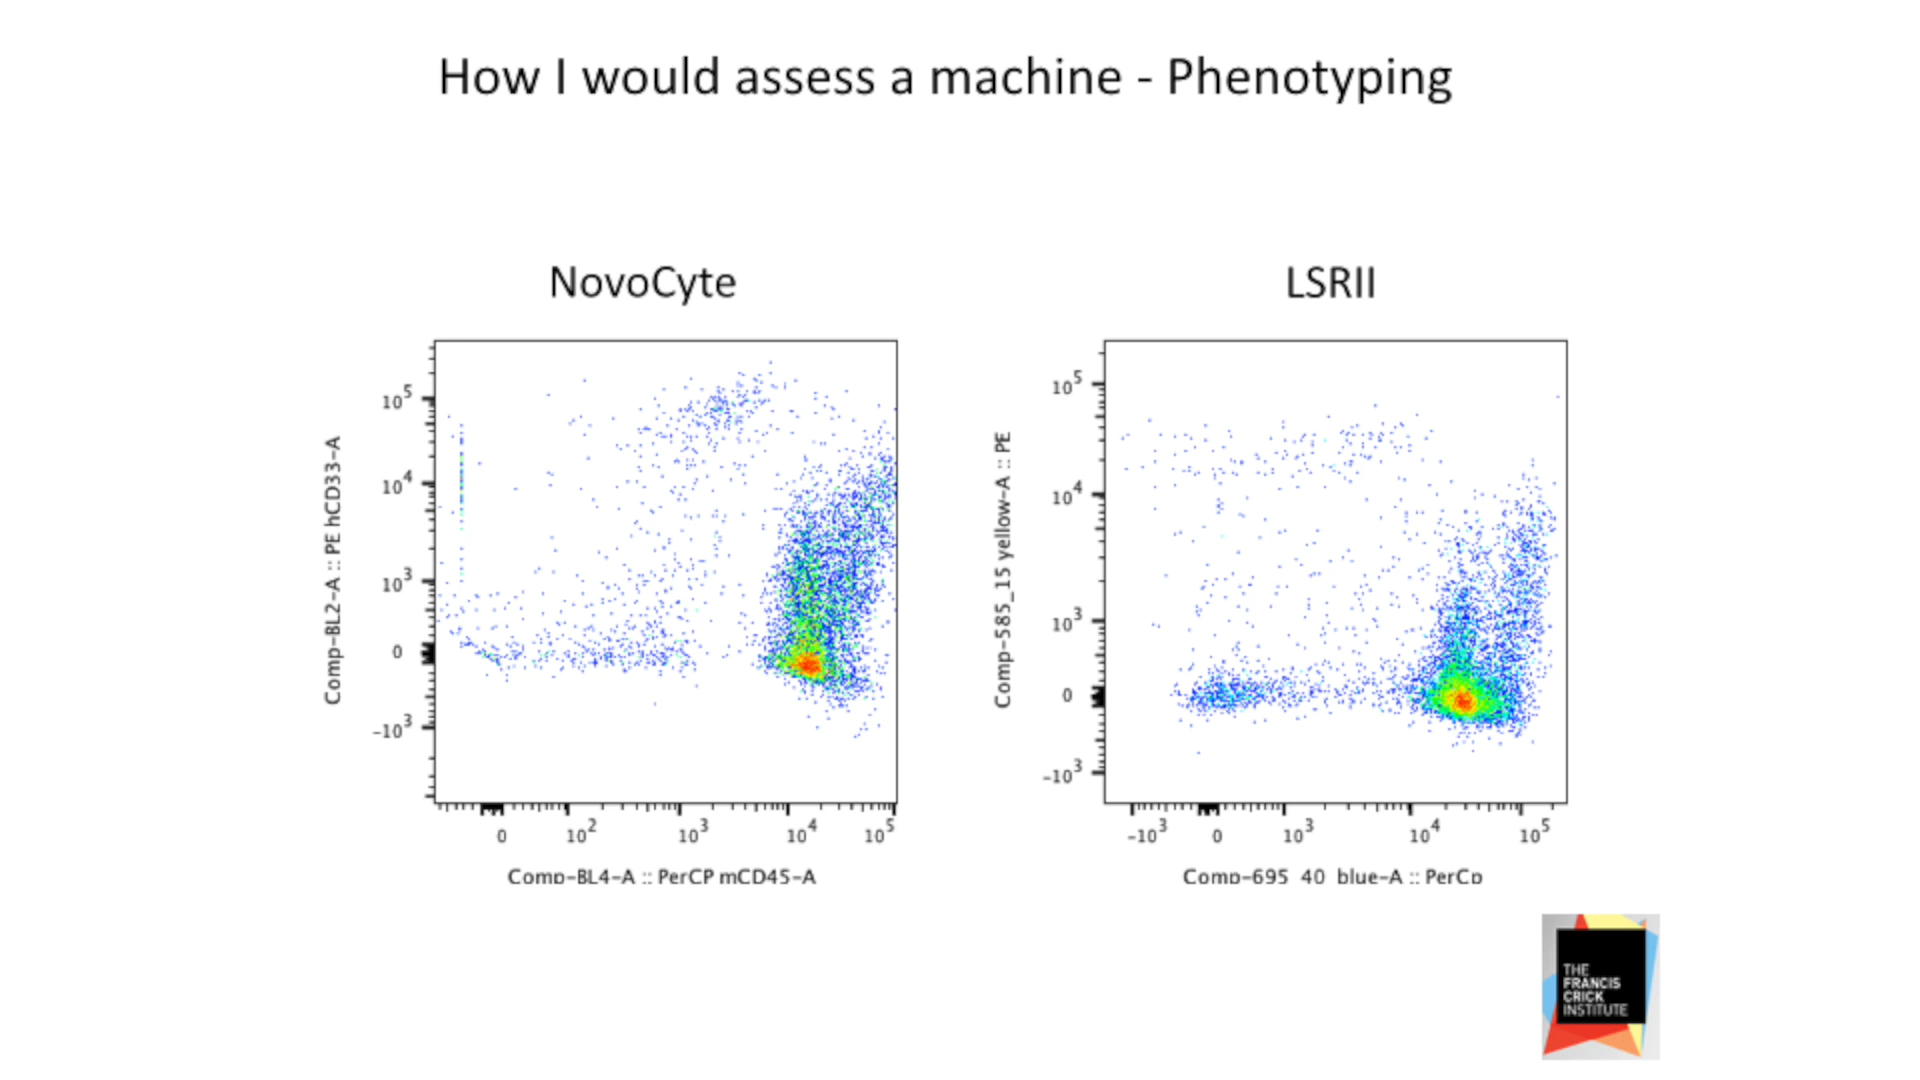 How I would assess a machine - Phenotyping
NovoCyte
LSRII
Comp-BL2-A :: PE hCD33-A
10^5
10^4
10^3
0
-10^3
0
10^2
10^3
10^4
10^5
Comp-BL4-A :: PerCP mCD45-A
Comp-585_15 yellow-A :: PE
10^5
10^4
10^3
0
-10^3
-10^3
0
10^3
10^4
10^5
Comp-695_40 blue-A :: PerCp
THE
FRANCIS
CRICK
INSTITUTE